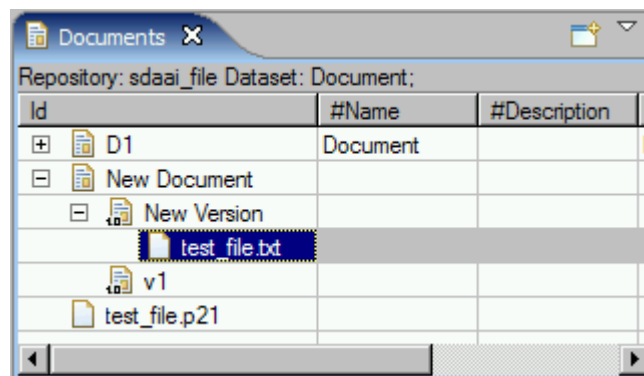 Documents
Repository: sdaai_file Dataset: Document;
Id #Name #Description
D1 Document
New Document
New Version
test_file.txt
v1
test_file.p21